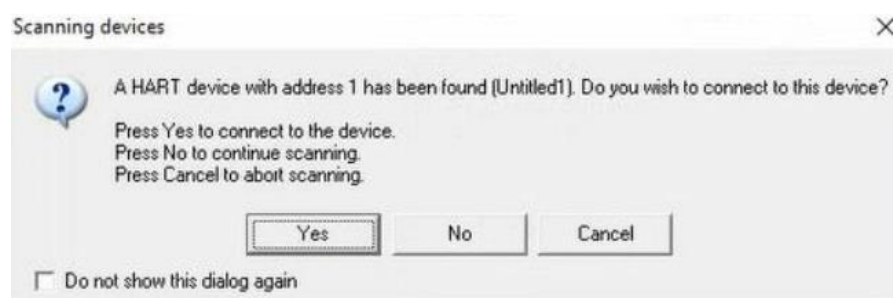 Scanning devices
A HART device with address 1 has been found (Untitled1). Do you wish to connect to this device?
Press Yes to connect to the device.
Press No to continue scanning.
Press Cancel to abort scanning.
Yes No Cancel
Do not show this dialog again